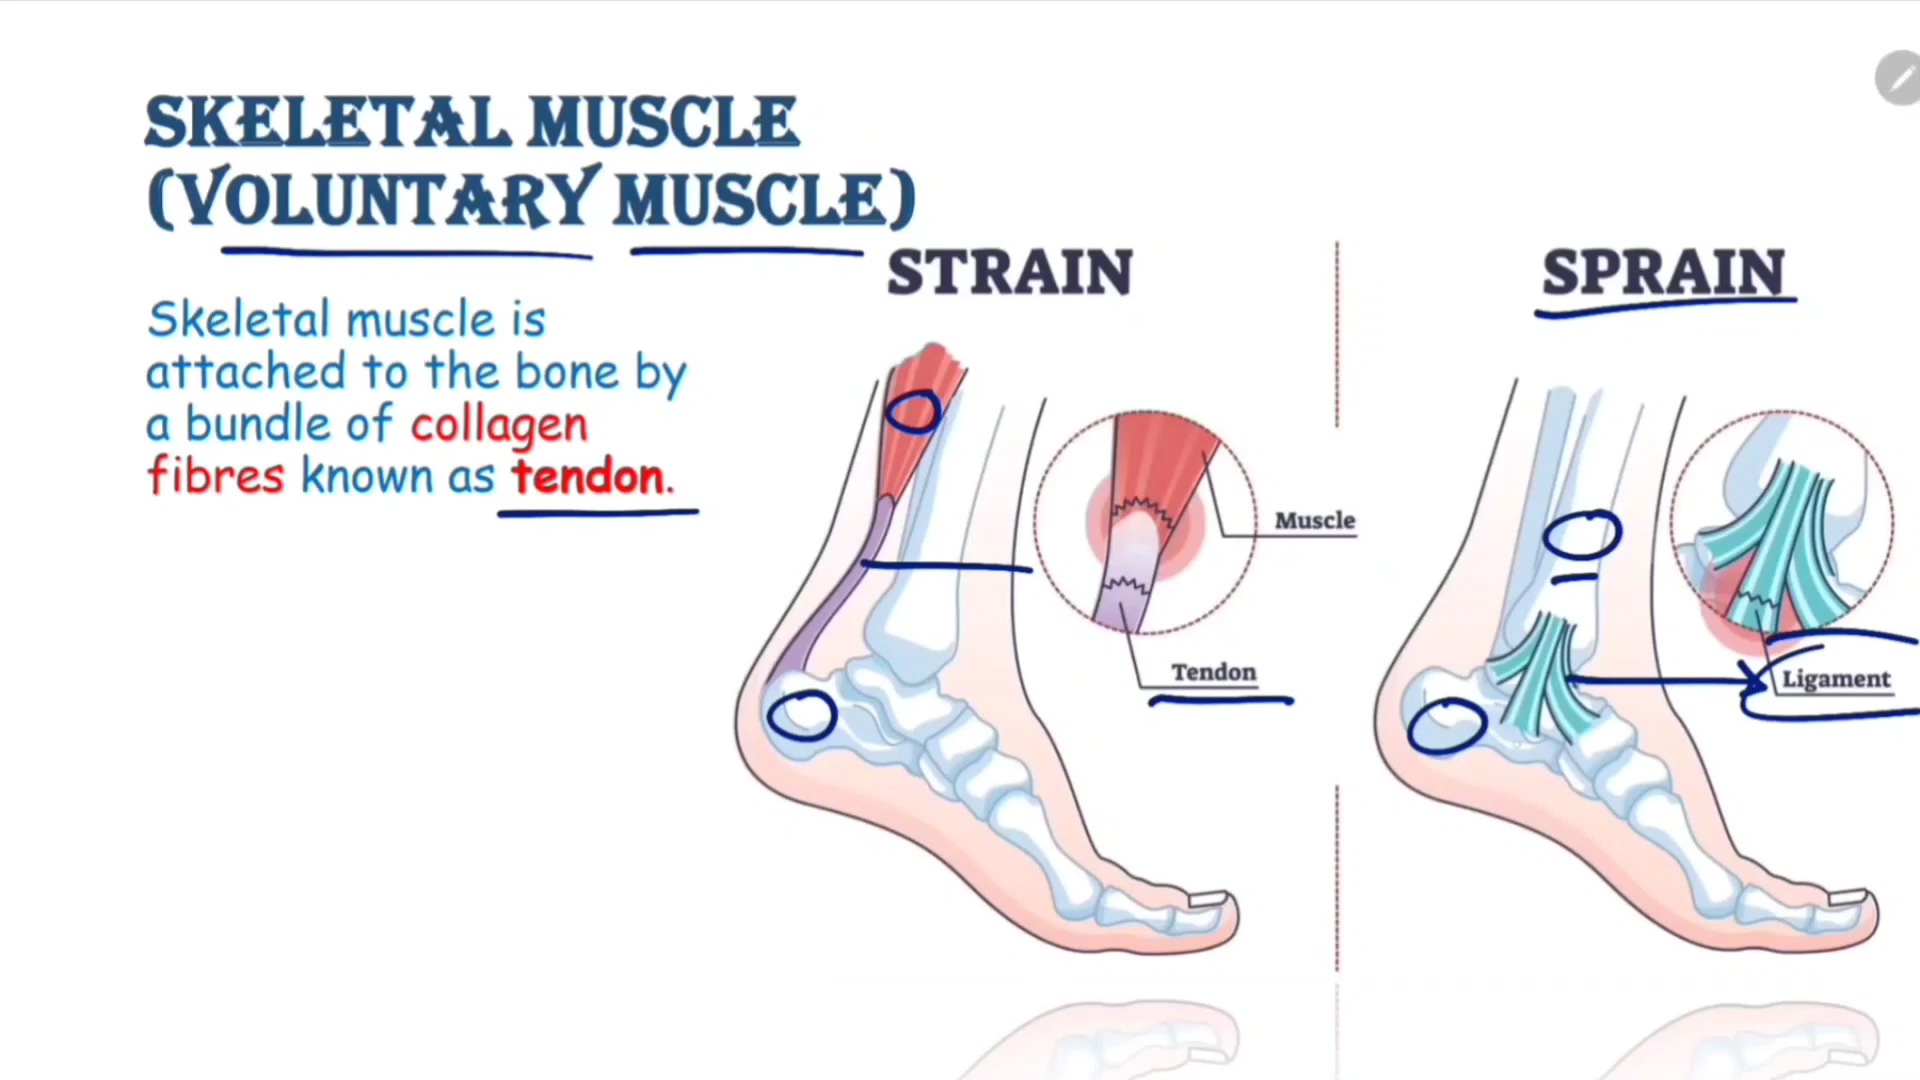 SKELETAL MUSCLE
(VOLUNTARY MUSCLE)
Skeletal muscle is
attached to the bone by
a bundle of collagen
fibres known as tendon.
STRAIN
Muscle
Tendon
SPRAIN
Ligament